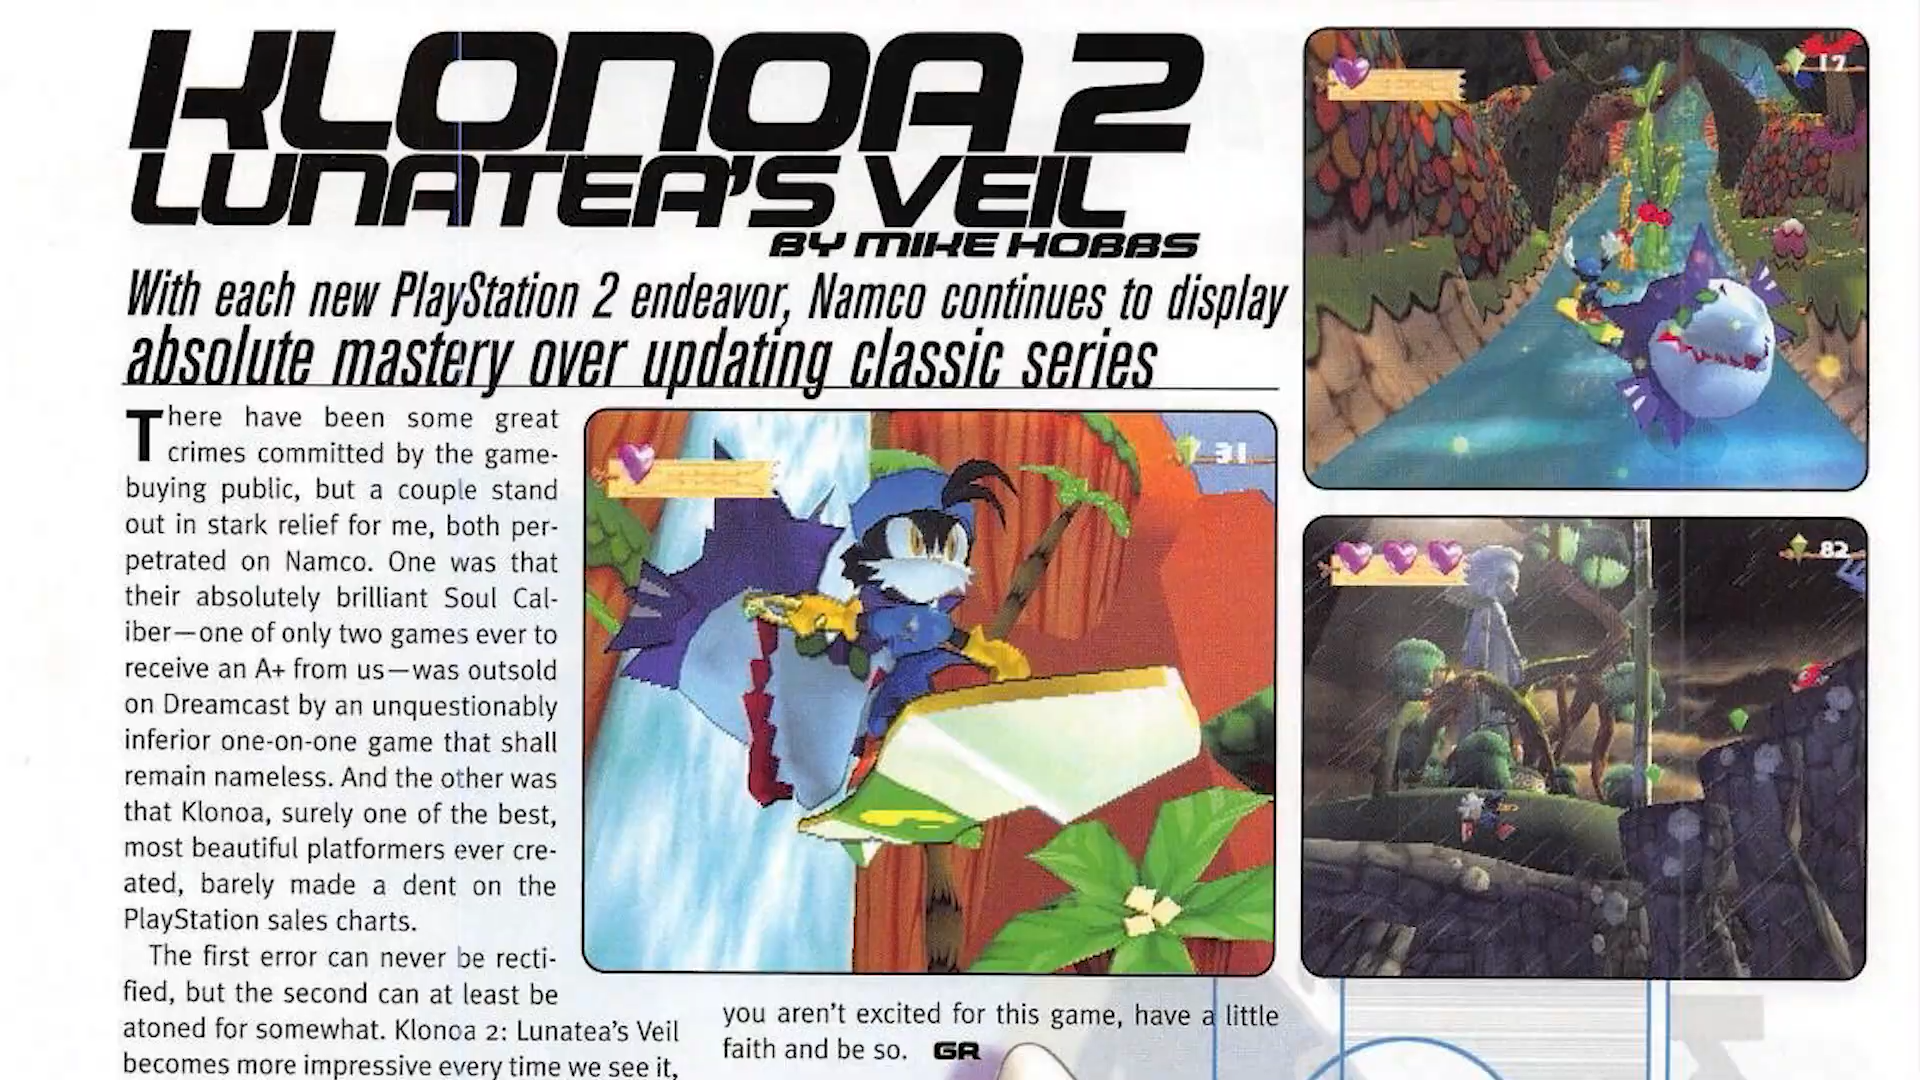 KLONOA 2
LUNATEA'S VEIL
BY MIKE HOBBS
With each new PlayStation 2 endeavor, Namco continues to display
absolute mastery over updating classic series
There have been some great
crimes committed by the game-
buying public, but a couple stand
out in stark relief for me, both per-
petrated on Namco. One was that
their absolutely brilliant Soul Cal-
iber—one of only two games ever to
receive an A+ from us—was outsold
on Dreamcast by an unquestionably
inferior one-on-one game that shall
remain nameless. And the other was
that Klonoa, surely one of the best,
most beautiful platformers ever cre-
ated, barely made a dent on the
PlayStation sales charts.
The first error can never be recti-
fied, but the second can at least be
atoned for somewhat. Klonoa 2: Lunatea's Veil
becomes more impressive every time we see it,
you aren't excited for this game, have a little
faith and be so. GR
31
17
82